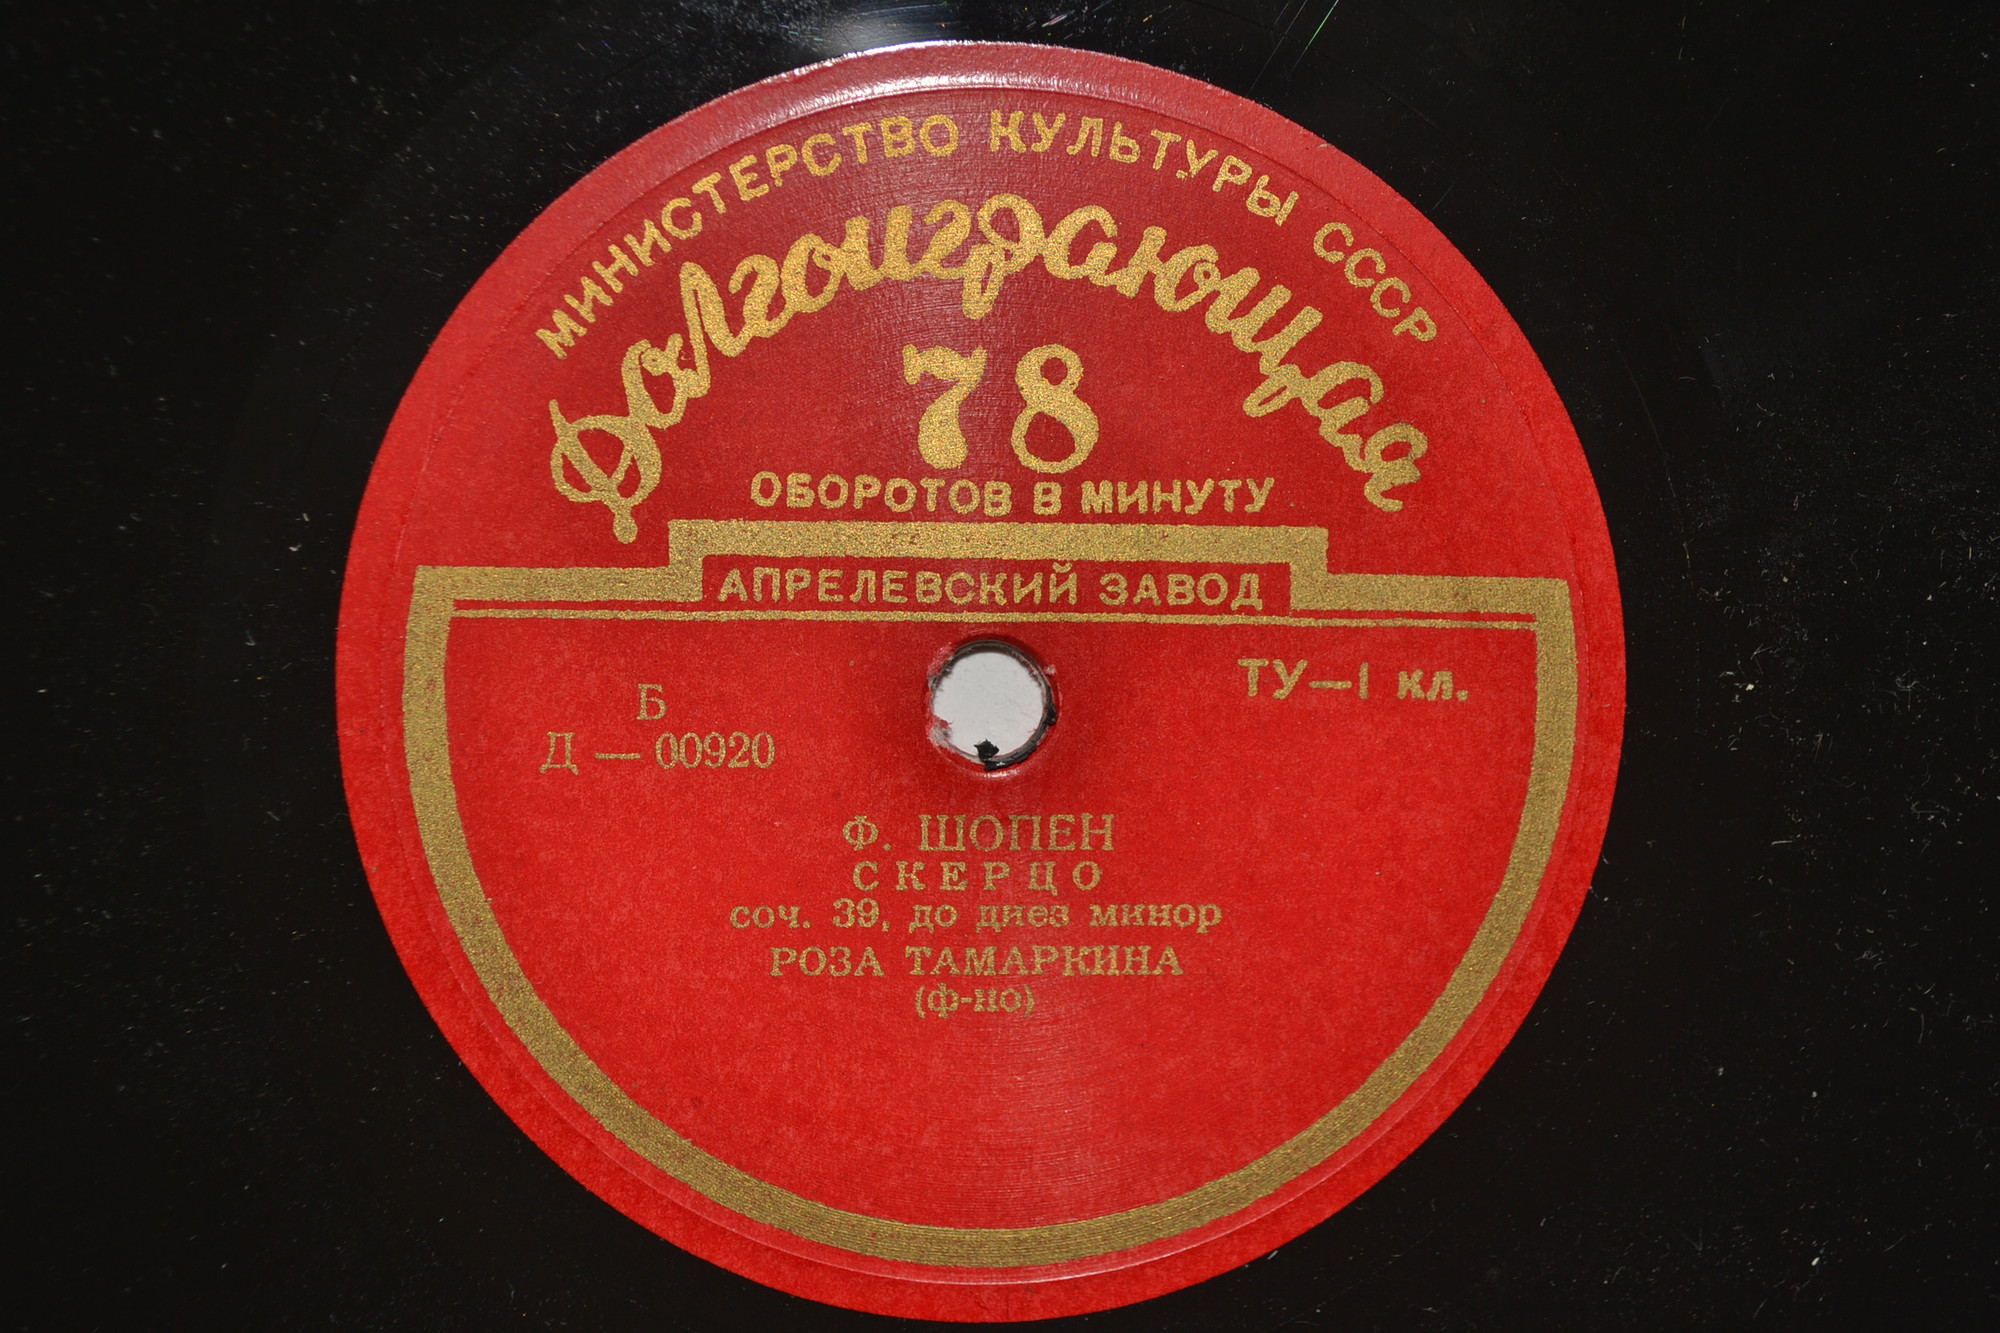 МИНИСТЕРСТВО КУЛЬТУРЫ СССР
Долгоиграющая
78
ОБОРОТОВ В МИНУТУ
АПРЕЛЕВСКИЙ ЗАВОД
ТУ—1 кл.
Б
Д — 00920
Ф. ШОПЕН
СКЕРЦО
соч. 39, до диез минор
РОЗА ТАМАРКИНА
(ф-но)